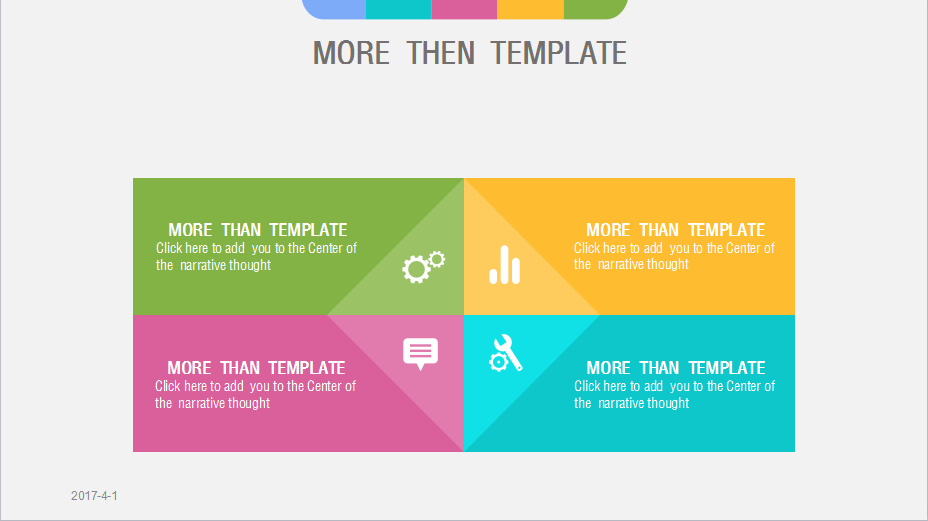 MORE THEN TEMPLATE
MORE THAN TEMPLATE
Click here to add you to the Center of
the narrative thought
MORE THAN TEMPLATE
Click here to add you to the Center of
the narrative thought
MORE THAN TEMPLATE
Click here to add you to the Center of
the narrative thought
MORE THAN TEMPLATE
Click here to add you to the Center of
the narrative thought
2017-4-1